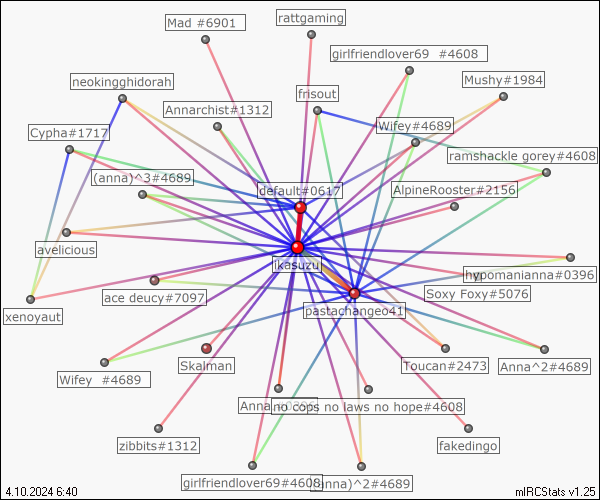 Mad #6901
rattgaming
girlfriendlover69 #4608
neokingghidorah
Mushy#1984
frisout
Annarchist#1312
Cypha#1717
Wifey#4689
ramshackle gorey#4608
(anna)^3#4689
default#0617
AlpineRooster#2156
avelicious
ikasuzu
hypomanianna#0396
ace deucy#7097
Soxy Foxy#5076
xenoyaut
pastachangeo41
Skalman
Toucan#2473
Anna^2#4689
Wifey #4689
no cops no laws no hope#4608
zibbits#1312
fakedingo
girlfriendlover69#4608
(anna)^2#4689
4.10.2024 6:40
mIRCStats v1.25